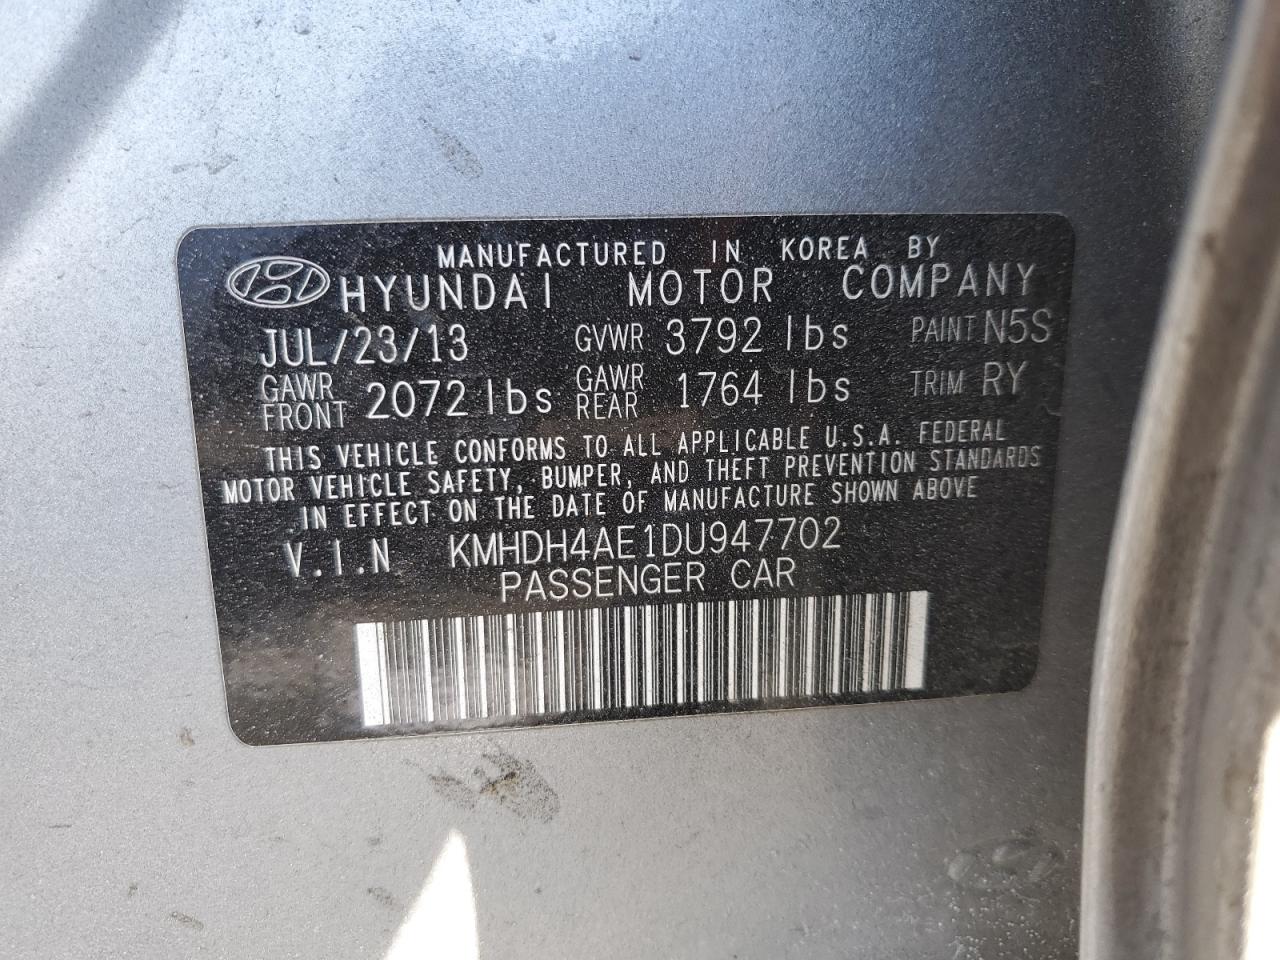 MANUFACTURED IN KOREA BY
HYUNDAI MOTOR COMPANY
JUL/23/13 GVWR 3792 lbs PAINT N5S
GAWR FRONT 2072 lbs GAWR REAR 1764 lbs TRIM RY
THIS VEHICLE CONFORMS TO ALL APPLICABLE U.S.A. FEDERAL
MOTOR VEHICLE SAFETY, BUMPER, AND THEFT PREVENTION STANDARDS
IN EFFECT ON THE DATE OF MANUFACTURE SHOWN ABOVE
V.I.N KMHDH4AE1DU947702
PASSENGER CAR